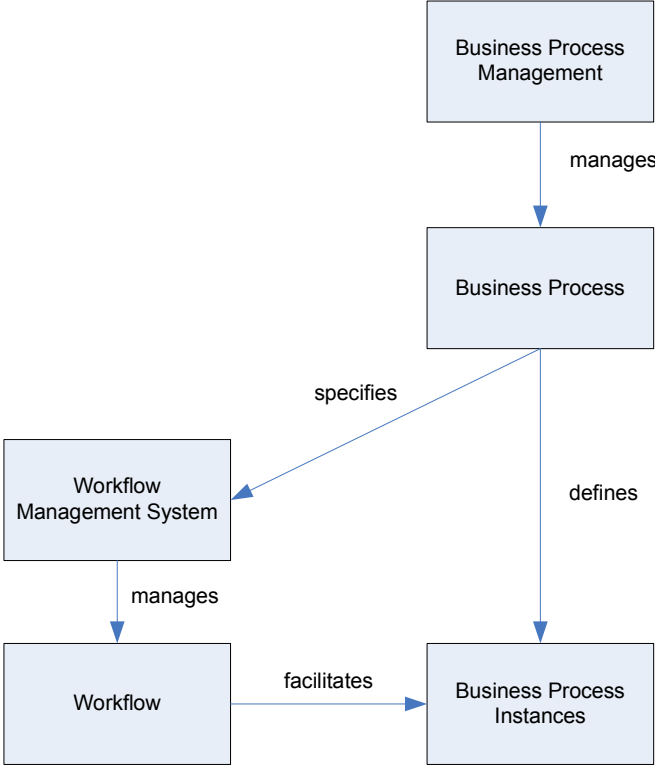 Business Process
Management
manages
Business Process
specifies
Workflow
Management System
defines
manages
Workflow
facilitates
Business Process
Instances